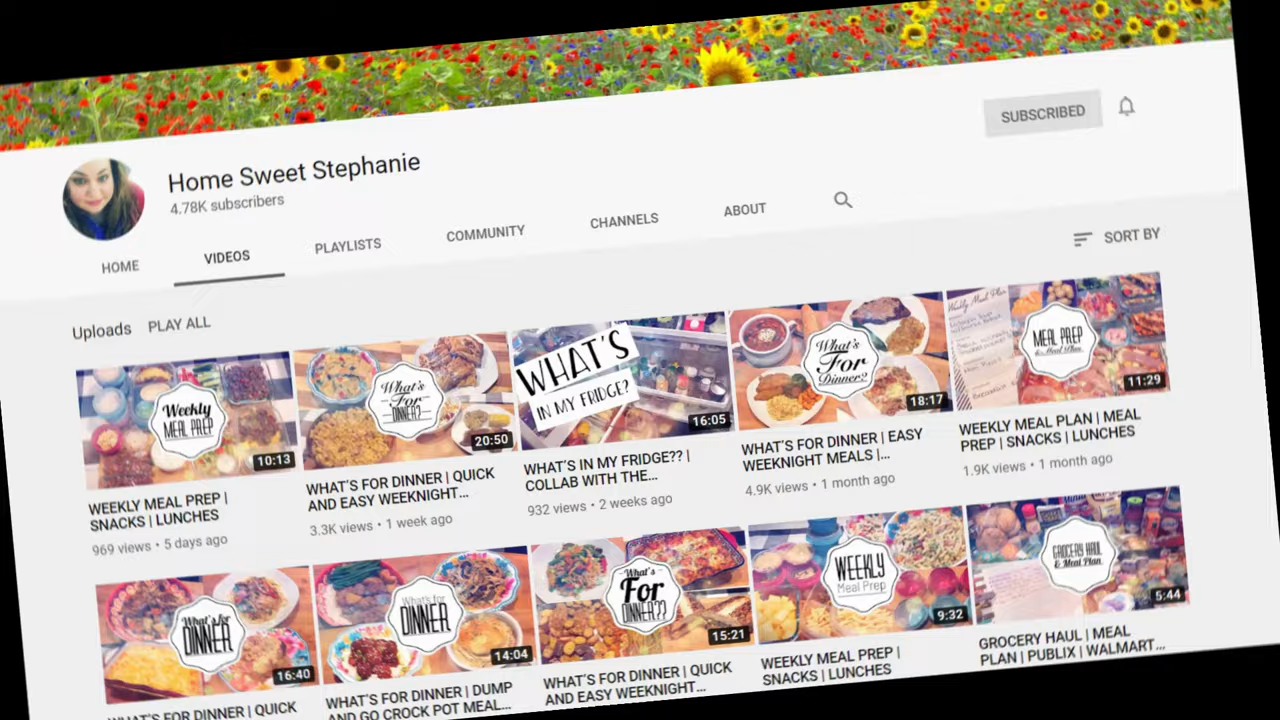 SUBSCRIBED
Home Sweet Stephanie
4.78K subscribers
HOME VIDEOS PLAYLISTS COMMUNITY CHANNELS ABOUT
SORT BY
Uploads PLAY ALL
Weekly
MEAL PREP
10:13
WEEKLY MEAL PREP |
SNACKS | LUNCHES
969 views • 5 days ago
What's
For
DINNER?
20:50
WHAT'S FOR DINNER | QUICK
AND EASY WEEKNIGHT...
3.3K views • 1 week ago
WHAT'S
IN MY FRIDGE?
16:05
WHAT'S IN MY FRIDGE?? |
COLLAB WITH THE...
932 views • 2 weeks ago
What's
For
Dinner?
18:17
WHAT'S FOR DINNER | EASY
WEEKNIGHT MEALS |...
4.9K views • 1 month ago
Weekly Meal Plan
MEAL PREP
& Meal Plan
11:29
WEEKLY MEAL PLAN | MEAL
PREP | SNACKS | LUNCHES
1.9K views • 1 month ago
What's for
DINNER
16:40
WHAT'S FOR DINNER | QUICK
What's for
DINNER
14:04
WHAT'S FOR DINNER | DUMP
AND GO CROCK POT MEAL...
What's
For
DINNER??
15:21
WHAT'S FOR DINNER | QUICK
AND EASY WEEKNIGHT...
WEEKLY
Meal Prep
9:32
WEEKLY MEAL PREP |
SNACKS | LUNCHES
GROCERY HAUL
& Meal Plan
5:44
GROCERY HAUL | MEAL
PLAN | PUBLIX | WALMART...